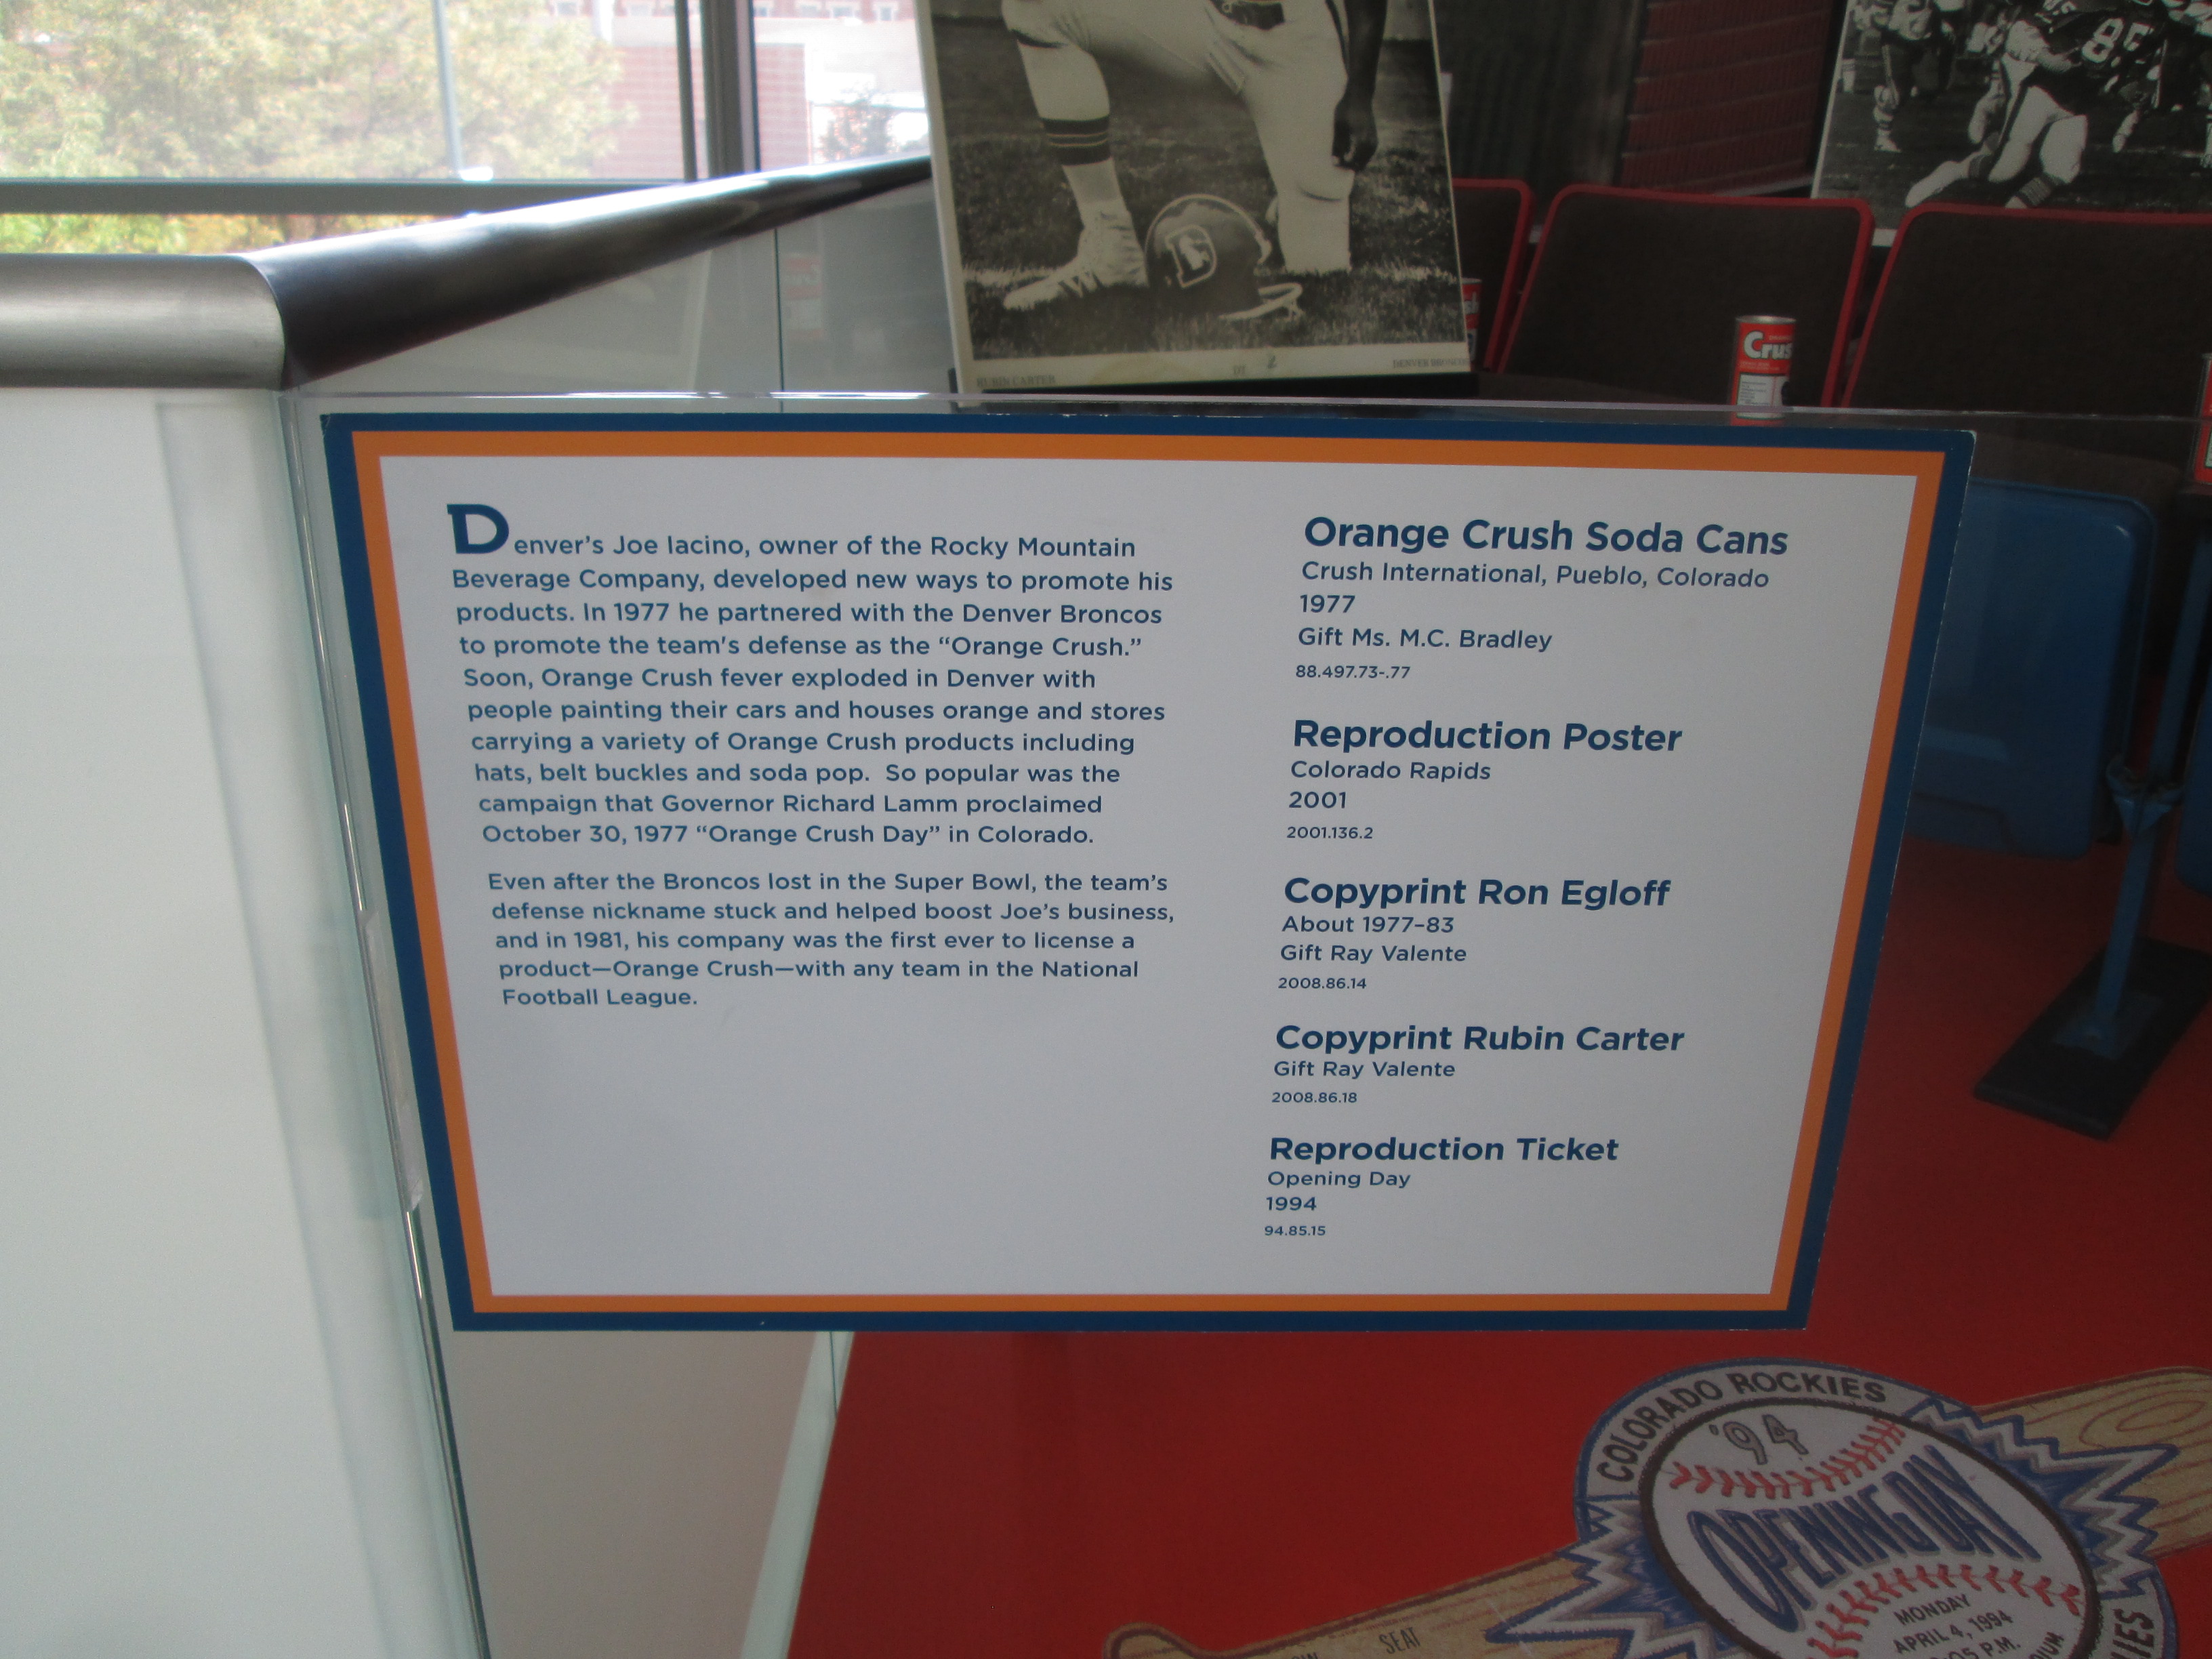 85
Crus
RUBIN CARTER
DT
2
DENVER BRONCOS
Denver's Joe Iacino, owner of the Rocky Mountain
Beverage Company, developed new ways to promote his
products. In 1977 he partnered with the Denver Broncos
to promote the team's defense as the “Orange Crush.”
Soon, Orange Crush fever exploded in Denver with
people painting their cars and houses orange and stores
carrying a variety of Orange Crush products including
hats, belt buckles and soda pop. So popular was the
campaign that Governor Richard Lamm proclaimed
October 30, 1977 “Orange Crush Day” in Colorado.
Even after the Broncos lost in the Super Bowl, the team's
defense nickname stuck and helped boost Joe's business,
and in 1981, his company was the first ever to license a
product—Orange Crush—with any team in the National
Football League.
Orange Crush Soda Cans
Crush International, Pueblo, Colorado
1977
Gift Ms. M.C. Bradley
88.497.73-.77
Reproduction Poster
Colorado Rapids
2001
2001.136.2
Copyprint Ron Egloff
About 1977–83
Gift Ray Valente
2008.86.14
Copyprint Rubin Carter
Gift Ray Valente
2008.86.18
Reproduction Ticket
Opening Day
1994
94.85.15
COLORADO ROCKIES
'94
OPENING DAY
MONDAY
APRIL 4, 1994
05 P.M.
SEAT